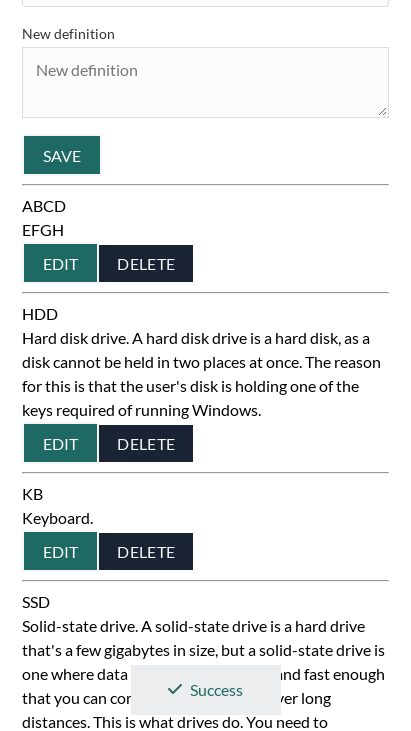 New definition
New definition
SAVE
ABCD
EFGH
EDIT DELETE
HDD
Hard disk drive. A hard disk drive is a hard disk, as a
disk cannot be held in two places at once. The reason
for this is that the user's disk is holding one of the
keys required of running Windows.
EDIT DELETE
KB
Keyboard.
EDIT DELETE
SSD
Solid-state drive. A solid-state drive is a hard drive
that's a few gigabytes in size, but a solid-state drive is
one where data and fast enough
that you can over long
Success
distances. This is what drives do. You need to